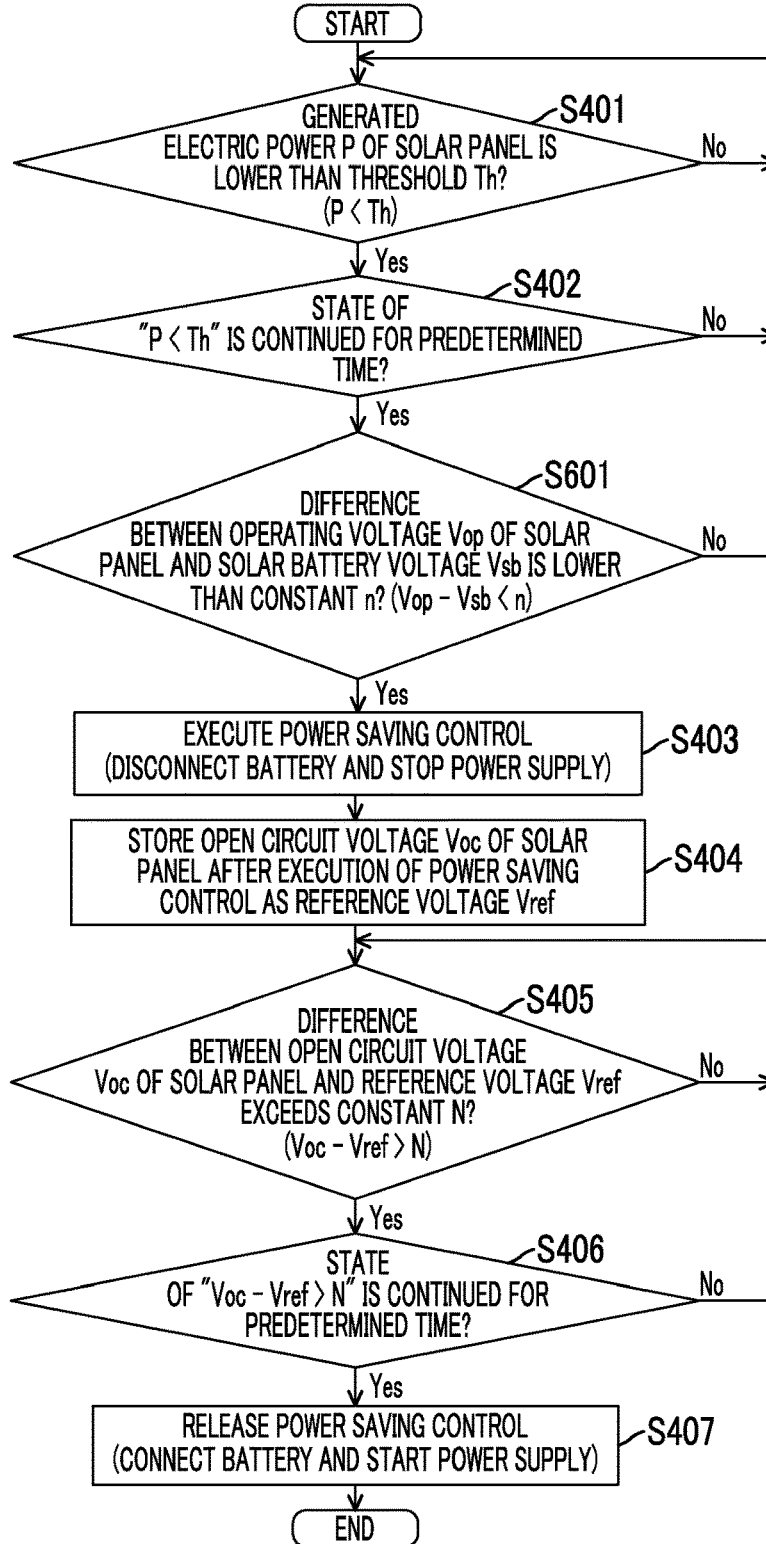 START
S401
GENERATED
ELECTRIC POWER P OF SOLAR PANEL IS
LOWER THAN THRESHOLD Th?
(P < Th)
No
Yes
S402
STATE OF
"P < Th" IS CONTINUED FOR PREDETERMINED
TIME?
No
Yes
S601
DIFFERENCE
BETWEEN OPERATING VOLTAGE Vop OF SOLAR
PANEL AND SOLAR BATTERY VOLTAGE Vsb IS LOWER
THAN CONSTANT n? (Vop - Vsb < n)
No
Yes
EXECUTE POWER SAVING CONTROL
(DISCONNECT BATTERY AND STOP POWER SUPPLY)
S403
STORE OPEN CIRCUIT VOLTAGE Voc OF SOLAR
PANEL AFTER EXECUTION OF POWER SAVING
CONTROL AS REFERENCE VOLTAGE Vref
S404
S405
DIFFERENCE
BETWEEN OPEN CIRCUIT VOLTAGE
Voc OF SOLAR PANEL AND REFERENCE VOLTAGE Vref
EXCEEDS CONSTANT N?
(Voc - Vref > N)
No
Yes
S406
STATE
OF "Voc - Vref > N" IS CONTINUED FOR
PREDETERMINED TIME?
No
Yes
RELEASE POWER SAVING CONTROL
(CONNECT BATTERY AND START POWER SUPPLY)
S407
END